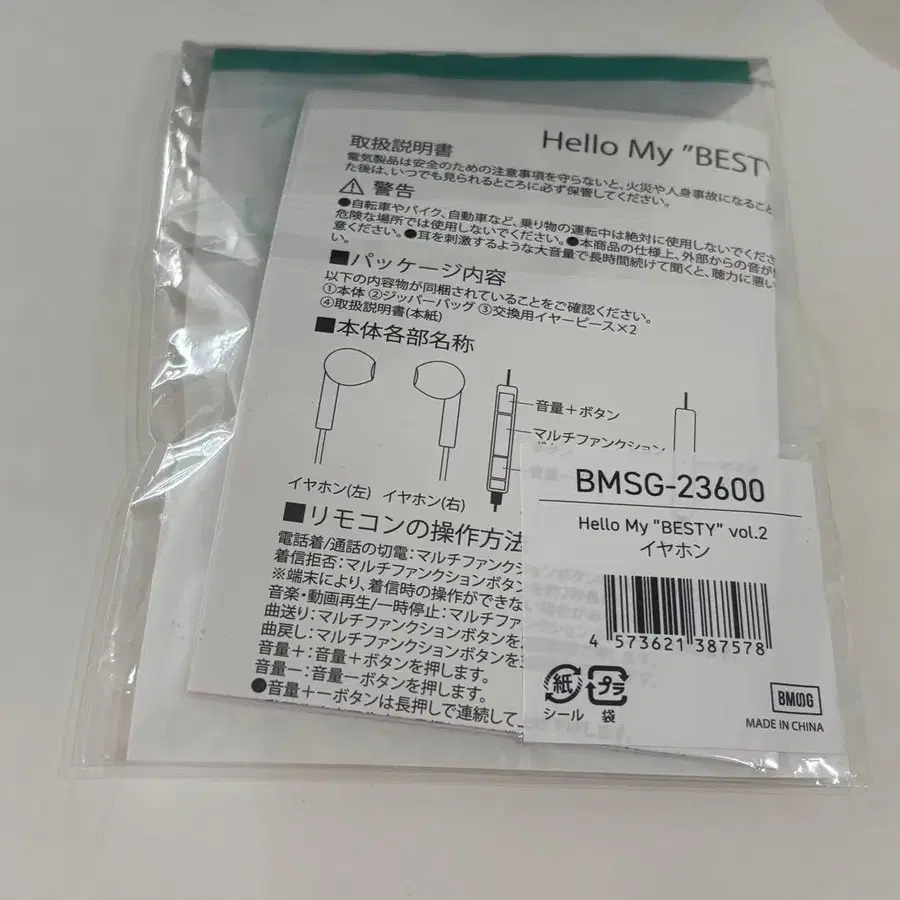 取扱説明書
Hello My "BESTY
電気製品は安全のための注意事項を守らないと、火災や人身事故になること
た後は、いつでも見られるところに必ず保管してください。
⚠ 警告
●自転車やバイク、自動車など、乗り物の運転中は絶対に使用しないでくださ
危険な場所では使用しないでください。●本商品の仕様上、外部からの音が
意ください。●耳を刺激するような大音量で長時間続けて聞くと、聴力に悪い
い。
■パッケージ内容
以下の内容物が同梱されていることをご確認ください。
①本体 ②ジッパーバッグ ③交換用イヤーピース×2
④取扱説明書(本紙)
■本体各部名称
音量＋ボタン
マルチファンクション
イヤホン(左) イヤホン(右)
■リモコンの操作方法
電話着/通話の切電：マルチファンクシ
着信拒否：マルチファンクションボタン
※端末により、着信時の操作ができな
音楽・動画再生/一時停止：マルチファ
曲送り：マルチファンクションボタンを
曲戻し：マルチファンクションボタンを
音量＋：音量＋ボタンを押します。
音量ー：音量ーボタンを押します。
●音量＋ーボタンは長押しで連続して
BMSG-23600
Hello My "BESTY" vol.2
イヤホン
4 573621 387578
紙 プラ
シール 袋
BMSG
MADE IN CHINA